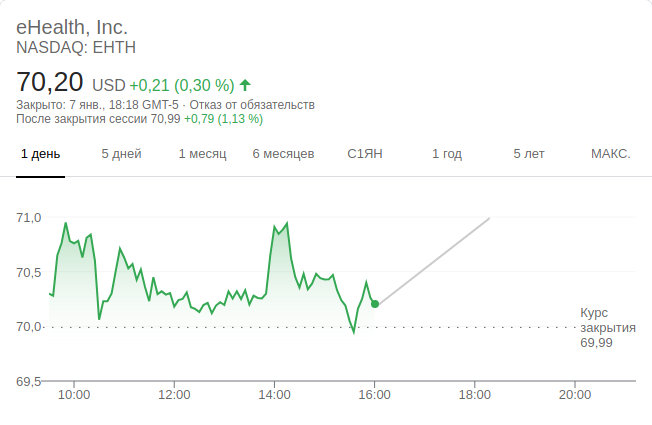 eHealth, Inc.
NASDAQ: EHTH
70,20 USD +0,21 (0,30 %)
Закрыто: 7 янв., 18:18 GMT-5 · Отказ от обязательств
После закрытия сессии 70,99 +0,79 (1,13 %)
1 день 5 дней 1 месяц 6 месяцев С1ЯН 1 год 5 лет МАКС.
71,0
70,5
70,0
Курс
закрытия
69,99
69,5
10:00 12:00 14:00 16:00 18:00 20:00